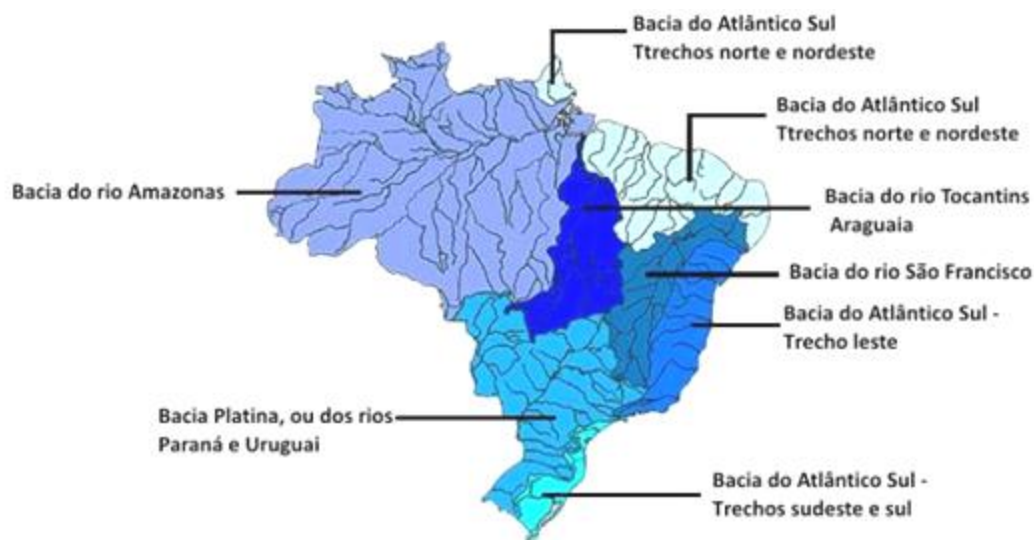 Bacia do Atlântico Sul
Ttrechos norte e nordeste
Bacia do Atlântico Sul
Ttrechos norte e nordeste
Bacia do rio Amazonas
Bacia do rio Tocantins
Araguaia
Bacia do rio São Francisco
Bacia do Atlântico Sul -
Trecho leste
Bacia Platina, ou dos rios
Paraná e Uruguai
Bacia do Atlântico Sul -
Trechos sudeste e sul